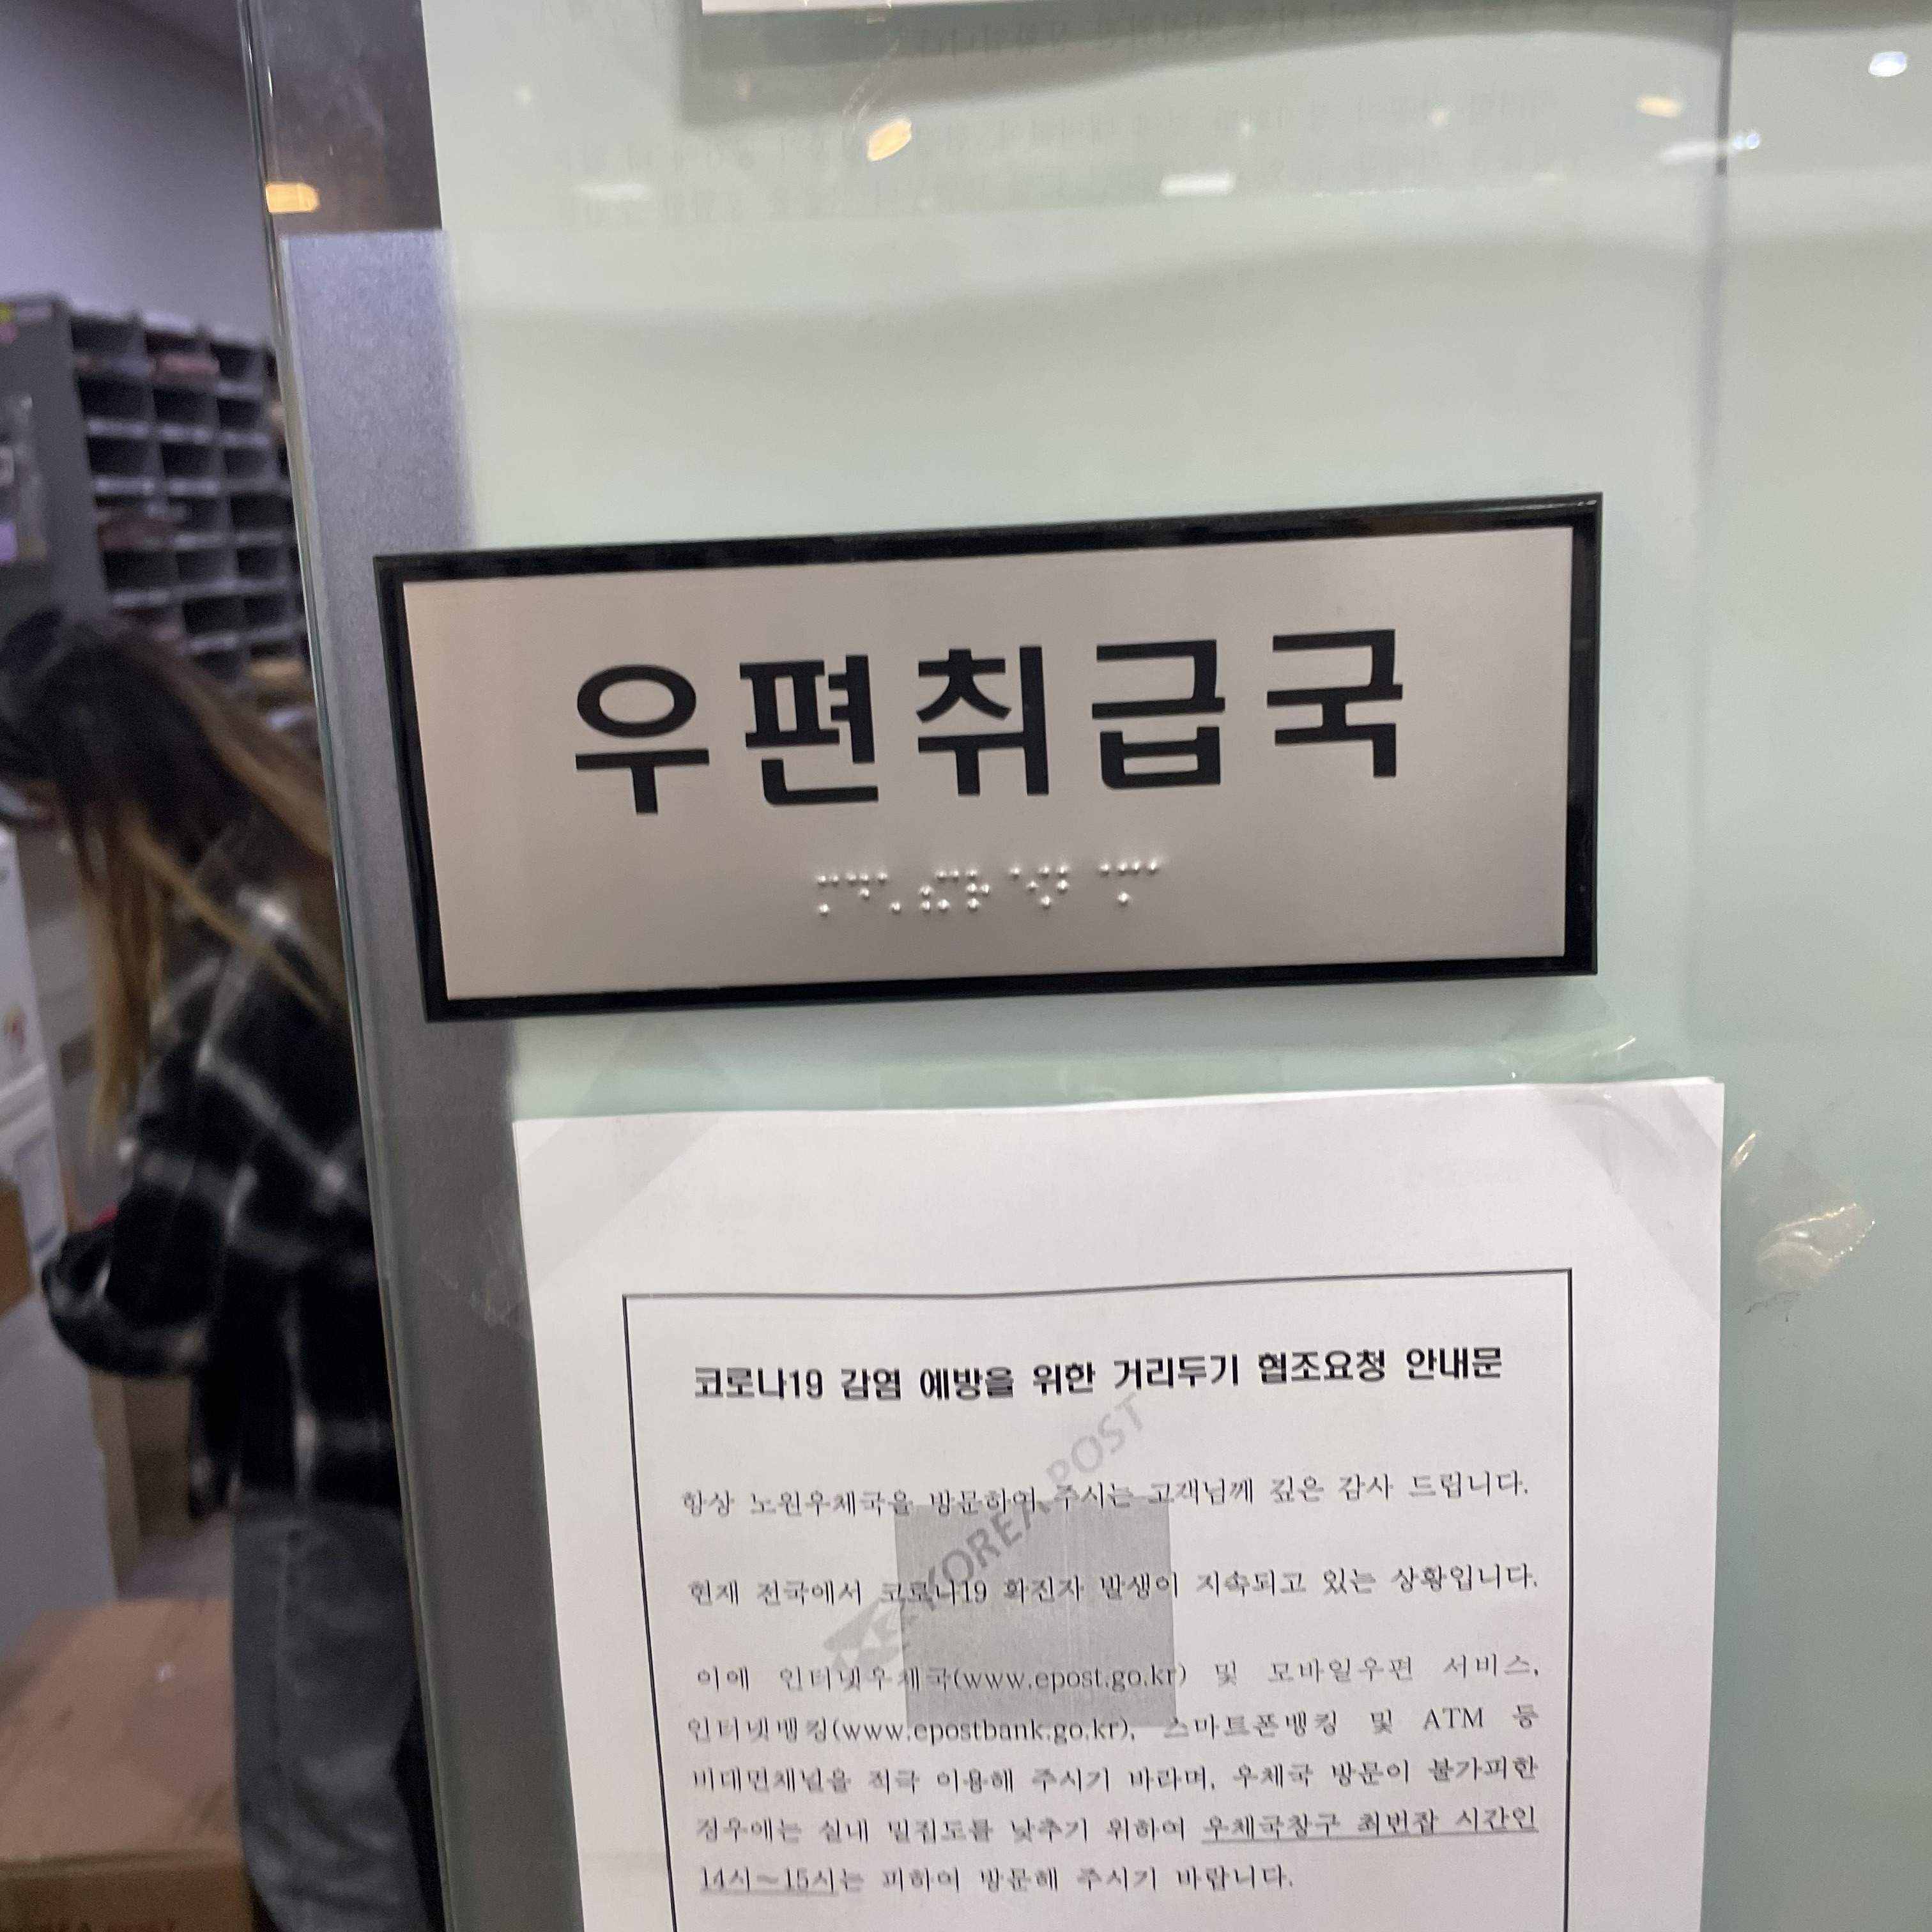 우편취급국
코로나19 감염 예방을 위한 거리두기 협조요청 안내문
항상 노원우체국을 방문하여 주시는 고객님께 깊은 감사 드립니다.
현재 전국에서 코로나19 확진자 발생이 지속되고 있는 상황입니다.
KOREA POST
이에 인터넷우체국(www.epost.go.kr) 및 모바일우편 서비스,
인터넷뱅킹(www.epostbank.go.kr), 스마트폰뱅킹 및 ATM 등
비대면채널을 적극 이용해 주시기 바라며, 우체국 방문이 불가피한
경우에는 실내 밀집도를 낮추기 위하여 우체국창구 최번잡 시간인
14시~15시는 피하여 방문해 주시기 바랍니다.